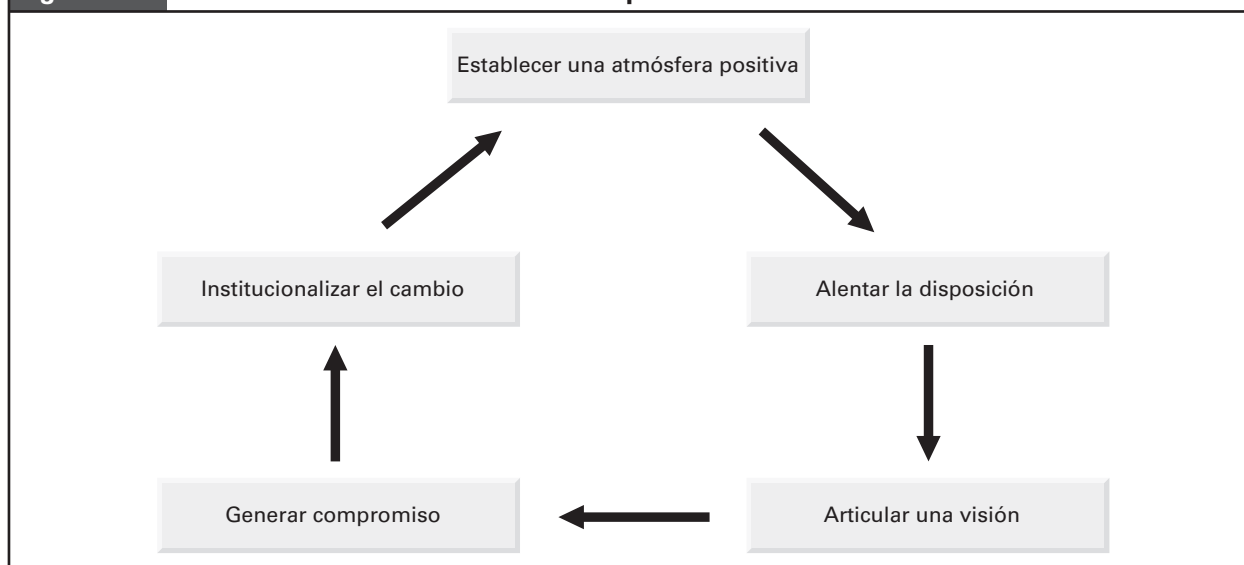 Establecer una atmósfera positiva
Institucionalizar el cambio
Alentar la disposición
Generar compromiso
Articular una visión